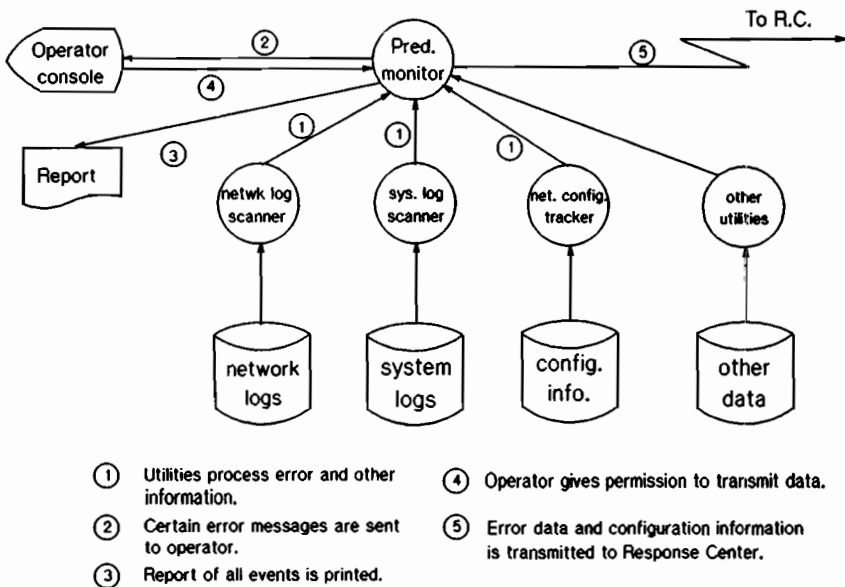 To R.C.
Operator
console
2
Pred.
monitor
5
4
1
1
1
3
Report
netwk log
scanner
sys. log
scanner
net. config.
tracker
other
utilities
network
logs
system
logs
config.
info.
other
data
1 Utilities process error and other
information.
2 Certain error messages are sent
to operator.
3 Report of all events is printed.
4 Operator gives permission to transmit data.
5 Error data and configuration information
is transmitted to Response Center.